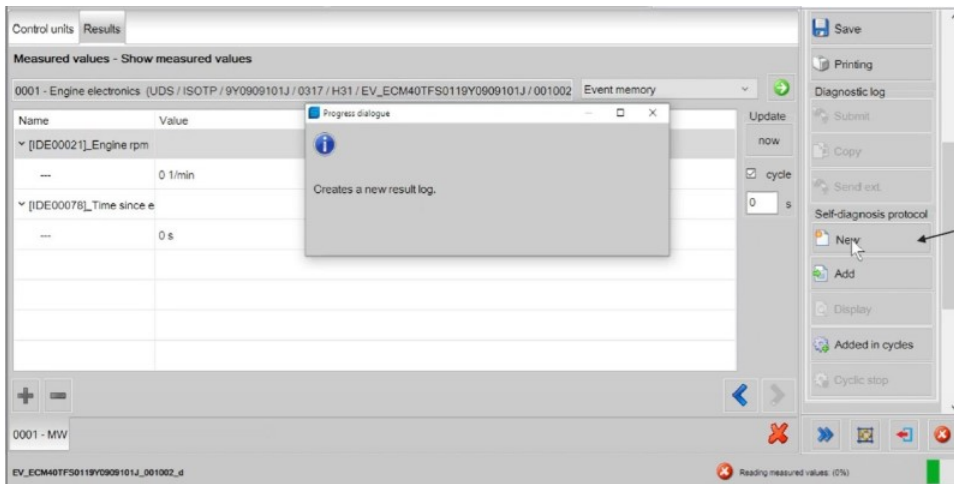 Control units Results
Measured values - Show measured values
0001 - Engine electronics (UDS / ISOTP / 9Y0909101J / 0317 / H31 / EV_ECM40TFS0119Y0909101J / 001002
Event memory
Name Value
[IDE00021]_Engine rpm
--- 0 1/min
[IDE00078]_Time since e
--- 0 s
Progress dialogue
Creates a new result log.
Update
now
cycle
0 s
0001 - MW
EV_ECM40TFS0119Y0909101J_001002_d
Reading measured values: (0%)
Save
Printing
Diagnostic log
Submit
Copy
Send ext.
Self-diagnosis protocol
New
Add
Display
Added in cycles
Cyclic stop